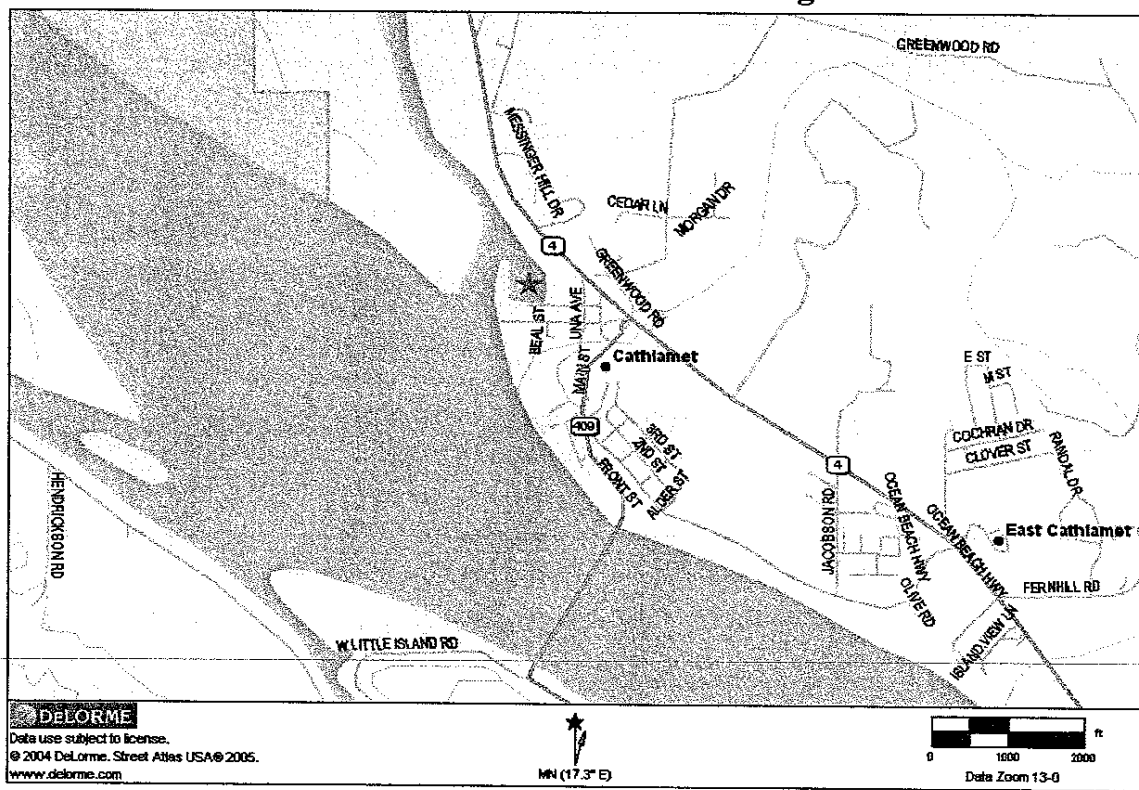 GREENWOOD RD
MESSINGER HILL DR
CEDAR LN
MORGAN DR
4
GREENWOOD RD
BEAL ST
UNA AVE
MAIN ST
Cathlamet
E ST
M ST
409
3RD ST
2ND ST
COCHRAN DR
CLOVER ST
RANDAL DR
FRONT ST
ALDER ST
4
HENDRICKSON RD
JACOBSON RD
OCEAN BEACH HWY
OCEAN BEACH HWY
East Cathlamet
OLIVE RD
FERNHILL RD
ISLAND VIEW LN
W LITTLE ISLAND RD
DELORME
Data use subject to license.
© 2004 DeLorme. Street Atlas USA® 2005.
www.delorme.com
MN (17.3° E)
ft
0 1000 2000
Data Zoom 13-0